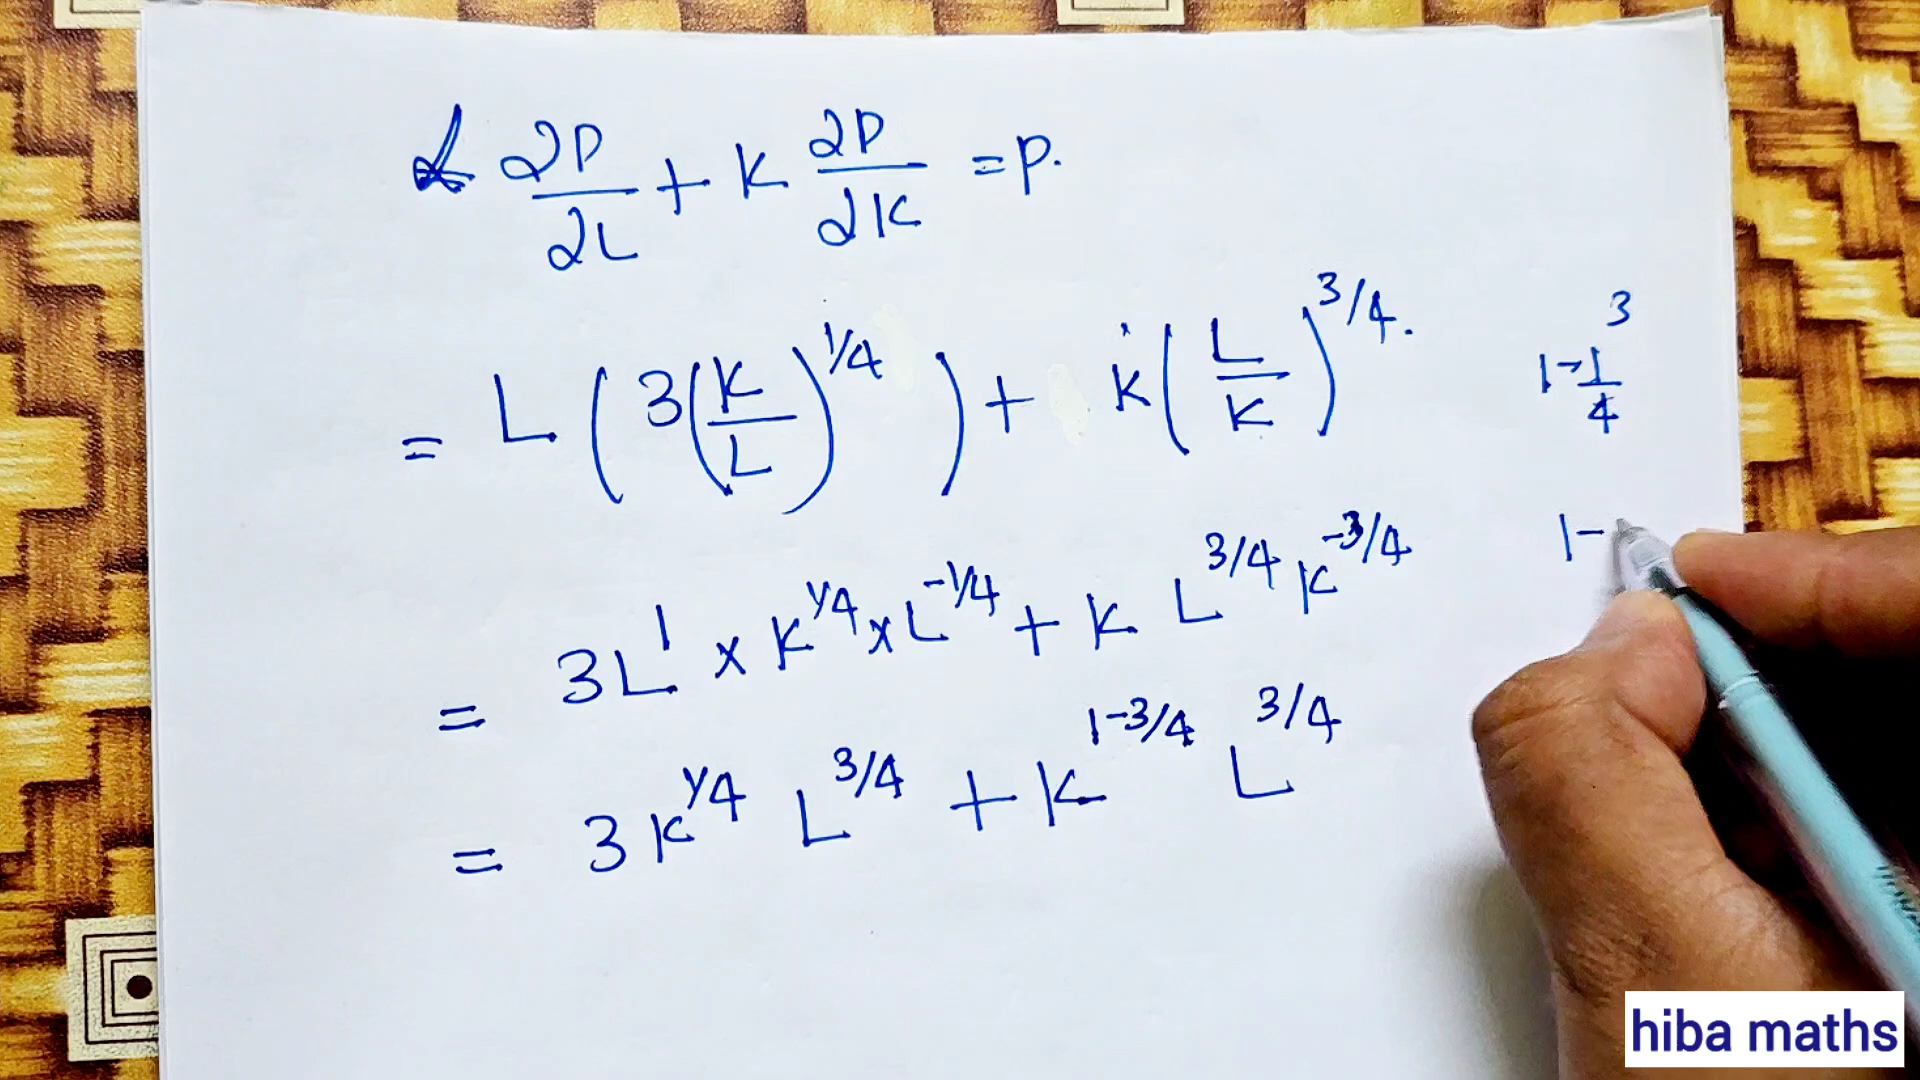 L ∂P/∂L + K ∂P/∂K = P.
= L ( 3 (K/L)^1/4 ) + K (L/K)^3/4.
3
1-1/4
= 3L^1 × K^1/4 × L^-1/4 + K L^3/4 K^-3/4
1-
= 3 K^1/4 L^3/4 + K^1-3/4 L^3/4
hiba maths